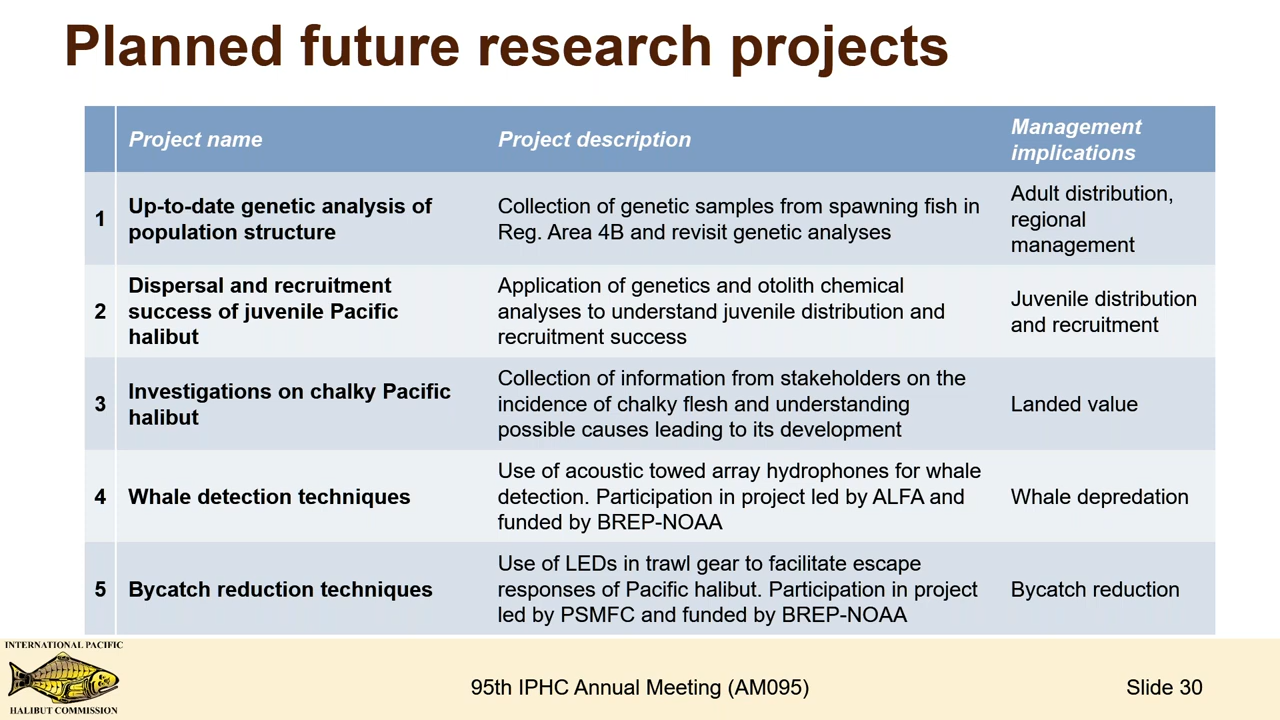 Planned future research projects
Project name
Project description
Management
implications
1
Up-to-date genetic analysis of
population structure
Collection of genetic samples from spawning fish in
Reg. Area 4B and revisit genetic analyses
Adult distribution,
regional
management
2
Dispersal and recruitment
success of juvenile Pacific
halibut
Application of genetics and otolith chemical
analyses to understand juvenile distribution and
recruitment success
Juvenile distribution
and recruitment
3
Investigations on chalky Pacific
halibut
Collection of information from stakeholders on the
incidence of chalky flesh and understanding
possible causes leading to its development
Landed value
4
Whale detection techniques
Use of acoustic towed array hydrophones for whale
detection. Participation in project led by ALFA and
funded by BREP-NOAA
Whale depredation
5
Bycatch reduction techniques
Use of LEDs in trawl gear to facilitate escape
responses of Pacific halibut. Participation in project
led by PSMFC and funded by BREP-NOAA
Bycatch reduction
INTERNATIONAL PACIFIC
HALIBUT COMMISSION
95th IPHC Annual Meeting (AM095)
Slide 30